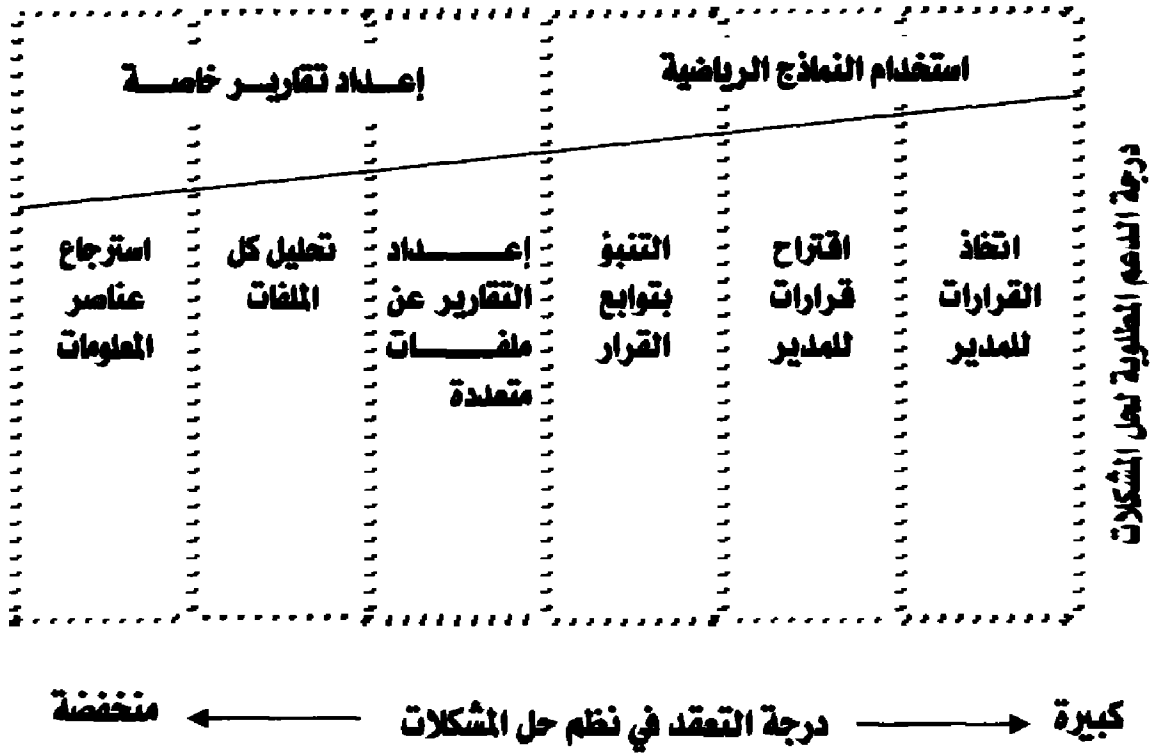 استخدام النماذج الرياضية
إعداد تقارير خاصة
اتخاذ
القرارات
للمدير
اقتراح
قرارات
للمدير
التنبؤ
بتوابع
القرار
إعداد
التقارير عن
ملفات
متعددة
تحليل كل
الملفات
استرجاع
عناصر
المعلومات
درجة الدعم المطلوبة لحل المشكلات
كبيرة
درجة التعقد في نظم حل المشكلات
منخفضة